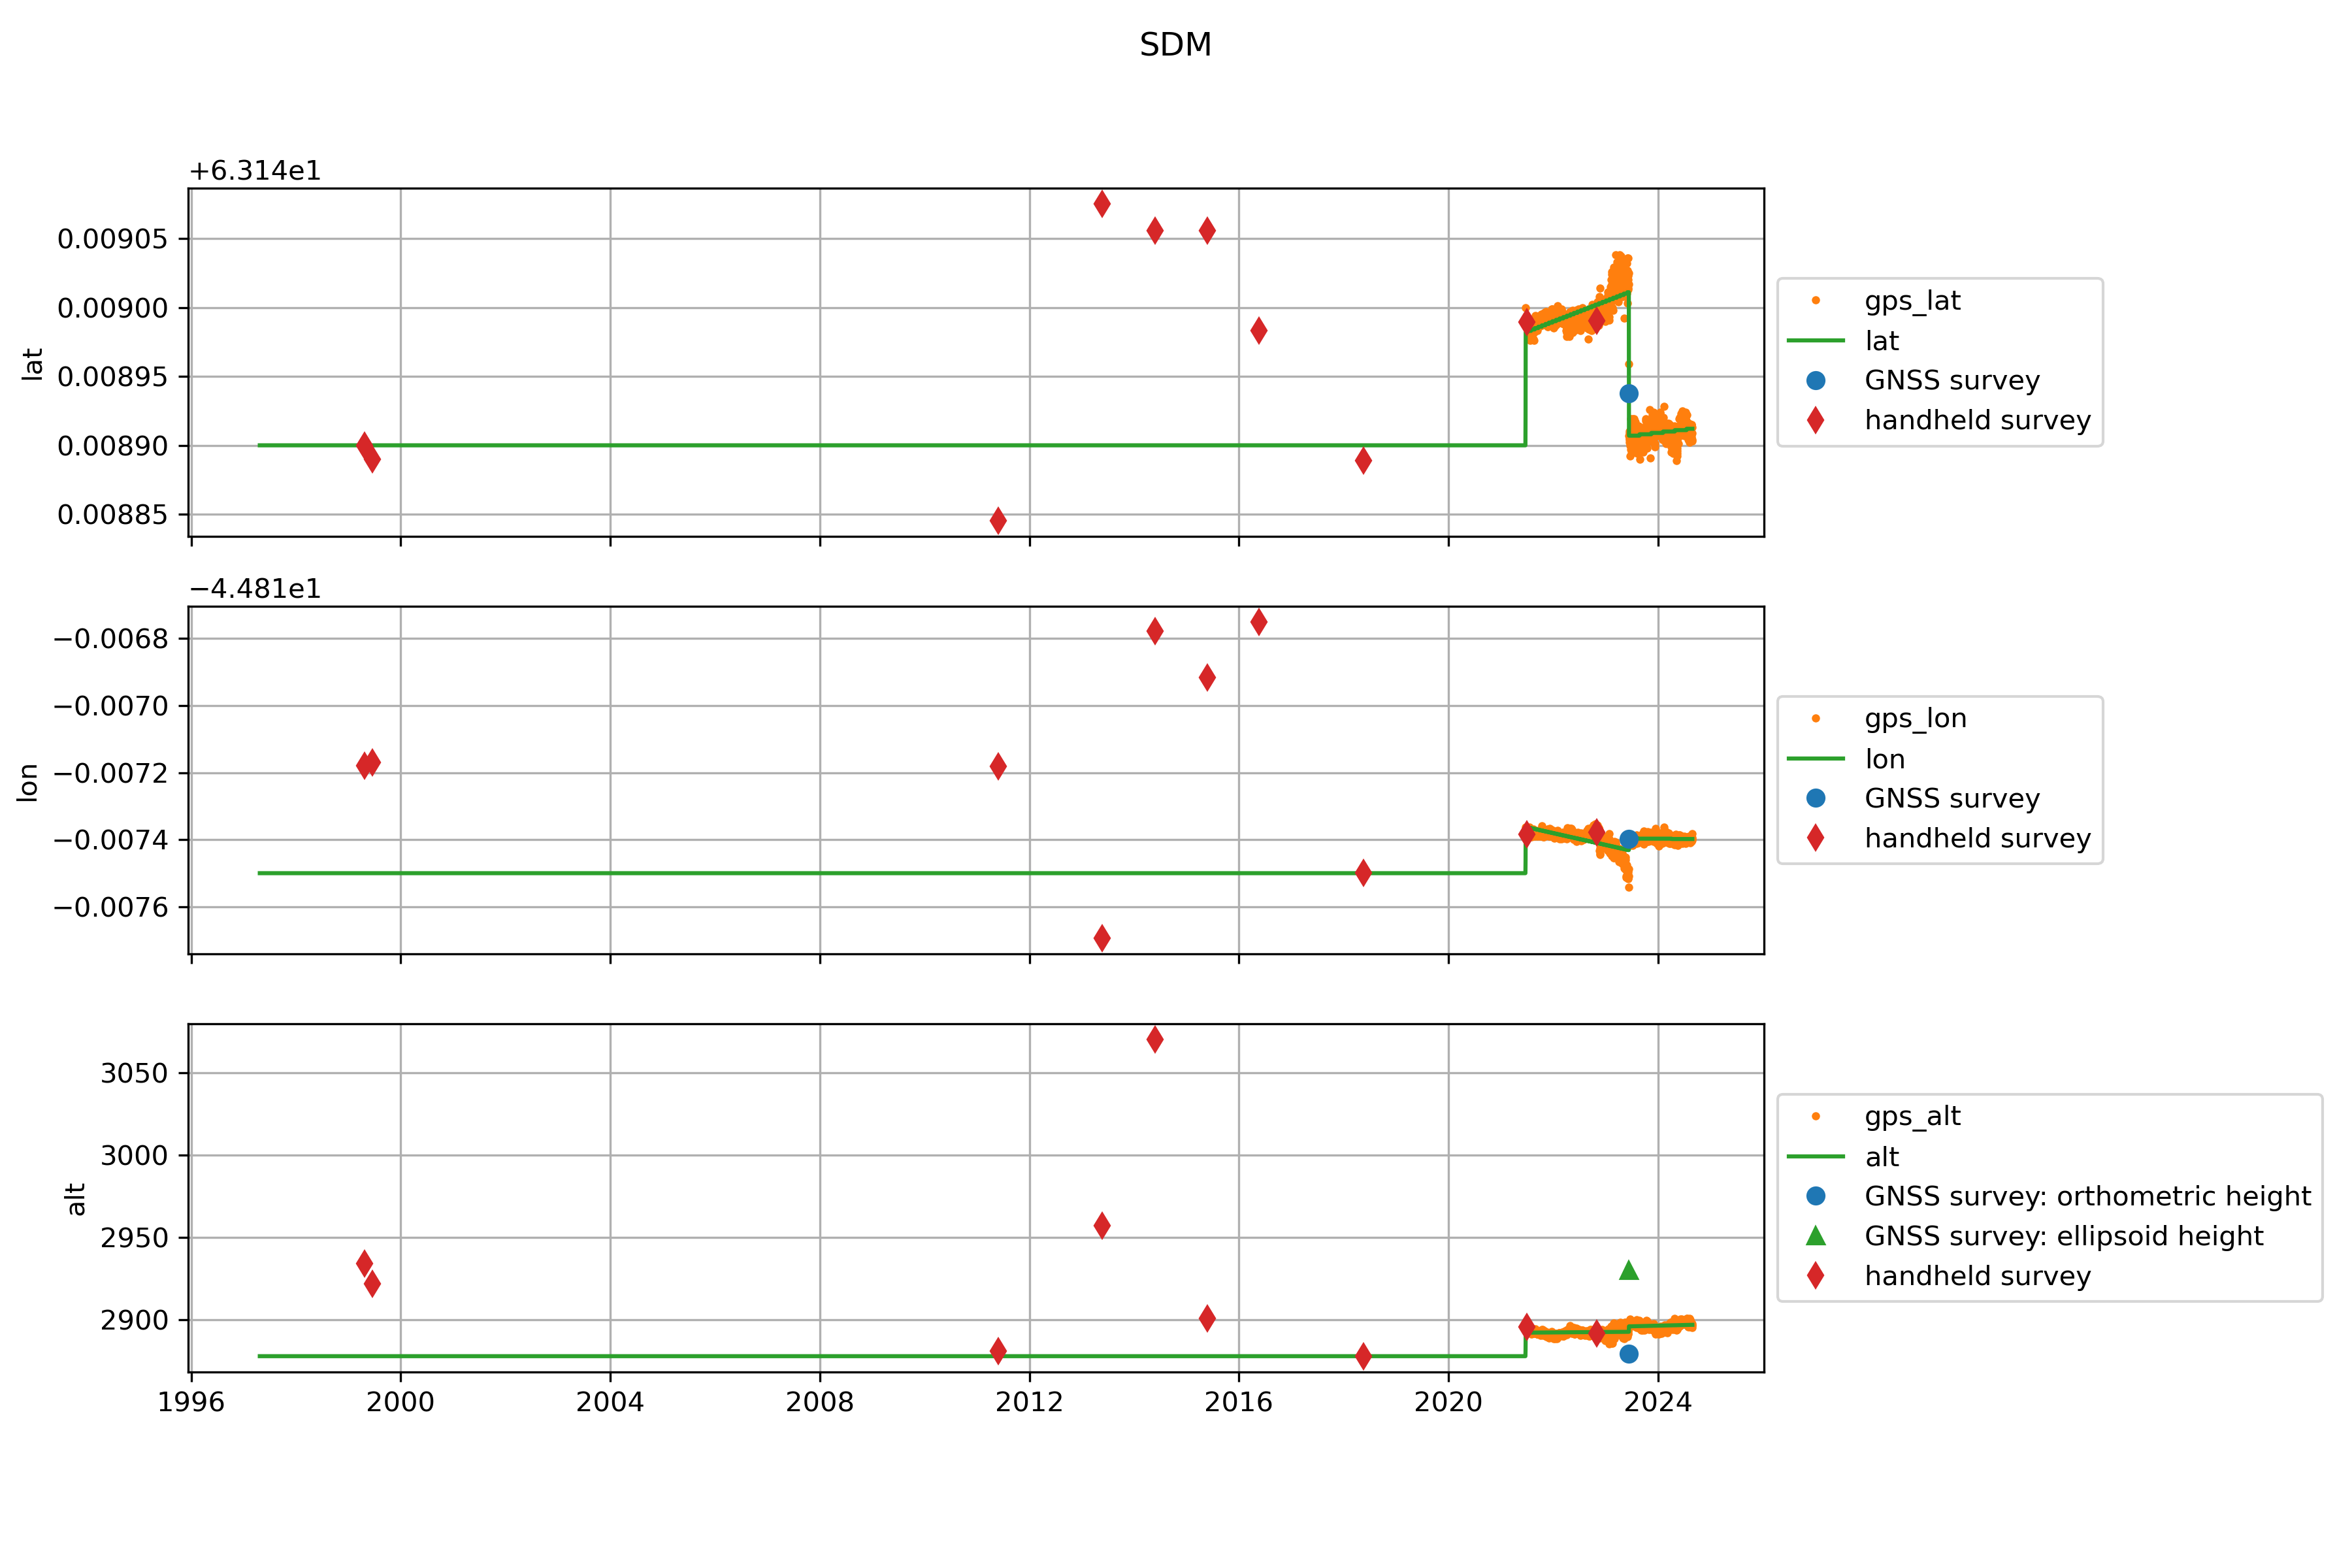 SDM
+6.314e1
0.00905
0.00900
0.00895
0.00890
0.00885
lat
gps_lat
lat
GNSS survey
handheld survey
−4.481e1
−0.0068
−0.0070
−0.0072
−0.0074
−0.0076
lon
gps_lon
lon
GNSS survey
handheld survey
3050
3000
2950
2900
alt
gps_alt
alt
GNSS survey: orthometric height
GNSS survey: ellipsoid height
handheld survey
1996 2000 2004 2008 2012 2016 2020 2024